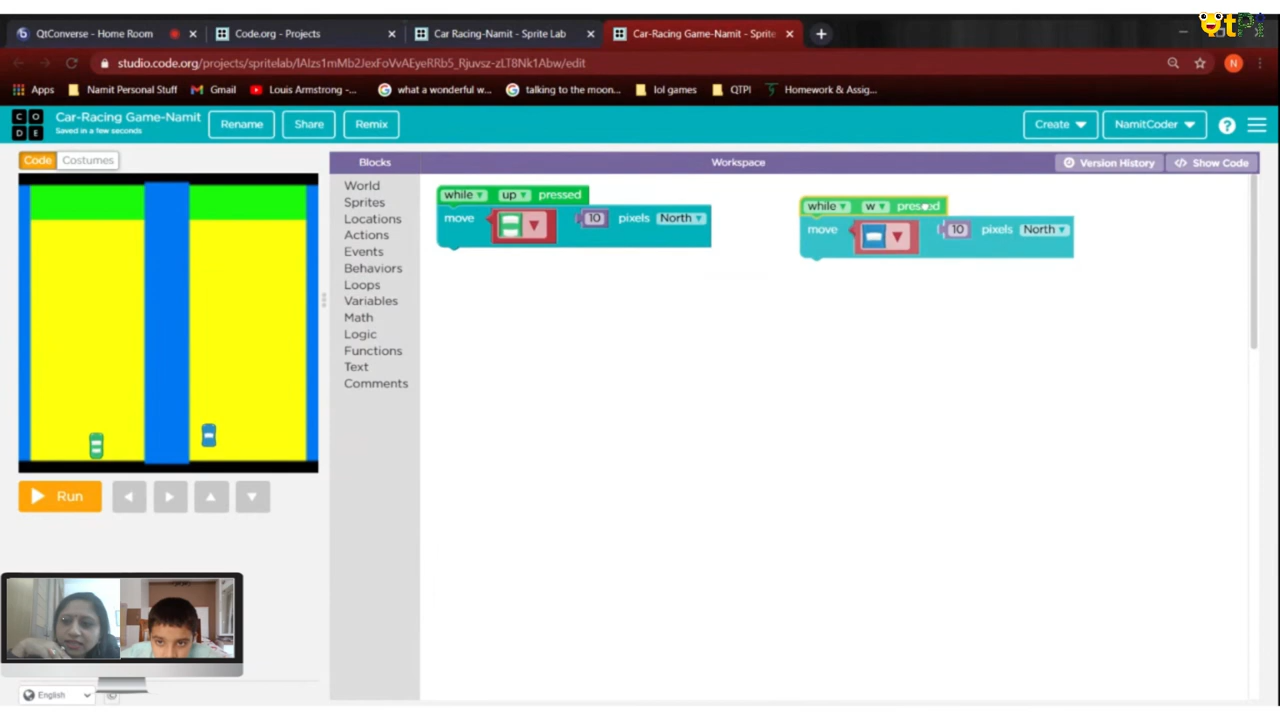 QtPi
QtConverse - Home Room
Code.org - Projects
Car Racing-Namit - Sprite Lab
Car-Racing Game-Namit - Sprite
studio.code.org/projects/spritelab/lAIzs1mMb2JexFoVvAEyeRRb5_Rjuvsz-zLT8Nk1Abw/edit
N
Apps
Namit Personal Stuff
Gmail
Louis Armstrong -...
what a wonderful w...
talking to the moon...
lol games
QTPI
Homework & Assig...
C O
D E
Car-Racing Game-Namit
Saved in a few seconds
Rename
Share
Remix
Create
NamitCoder
?
Code
Costumes
Blocks
Workspace
Version History
Show Code
World
Sprites
Locations
Actions
Events
Behaviors
Loops
Variables
Math
Logic
Functions
Text
Comments
while up pressed
move 10 pixels North
while w pressed
move 10 pixels North
Run
English